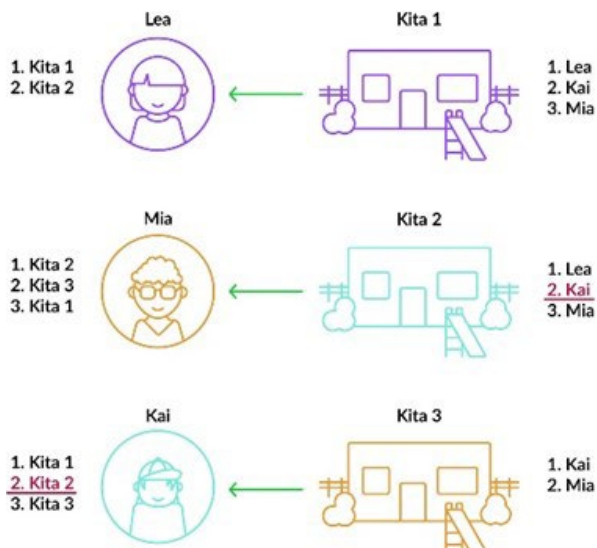 Lea
Kita 1
1. Kita 1
2. Kita 2
1. Lea
2. Kai
3. Mia
Mia
Kita 2
1. Kita 2
2. Kita 3
3. Kita 1
1. Lea
2. Kai
3. Mia
Kai
Kita 3
1. Kita 1
2. Kita 2
3. Kita 3
1. Kai
2. Mia